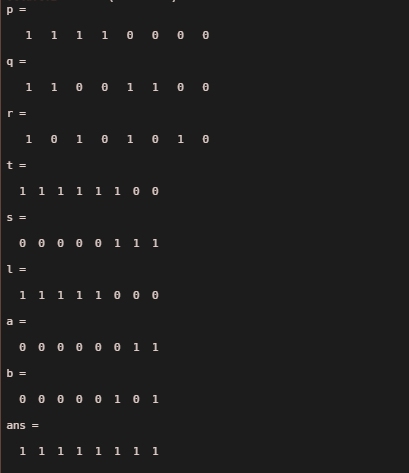 p =
1 1 1 1 0 0 0 0
q =
1 1 0 0 1 1 0 0
r =
1 0 1 0 1 0 1 0
t =
1 1 1 1 1 1 0 0
s =
0 0 0 0 0 1 1 1
l =
1 1 1 1 1 0 0 0
a =
0 0 0 0 0 0 1 1
b =
0 0 0 0 0 1 0 1
ans =
1 1 1 1 1 1 1 1